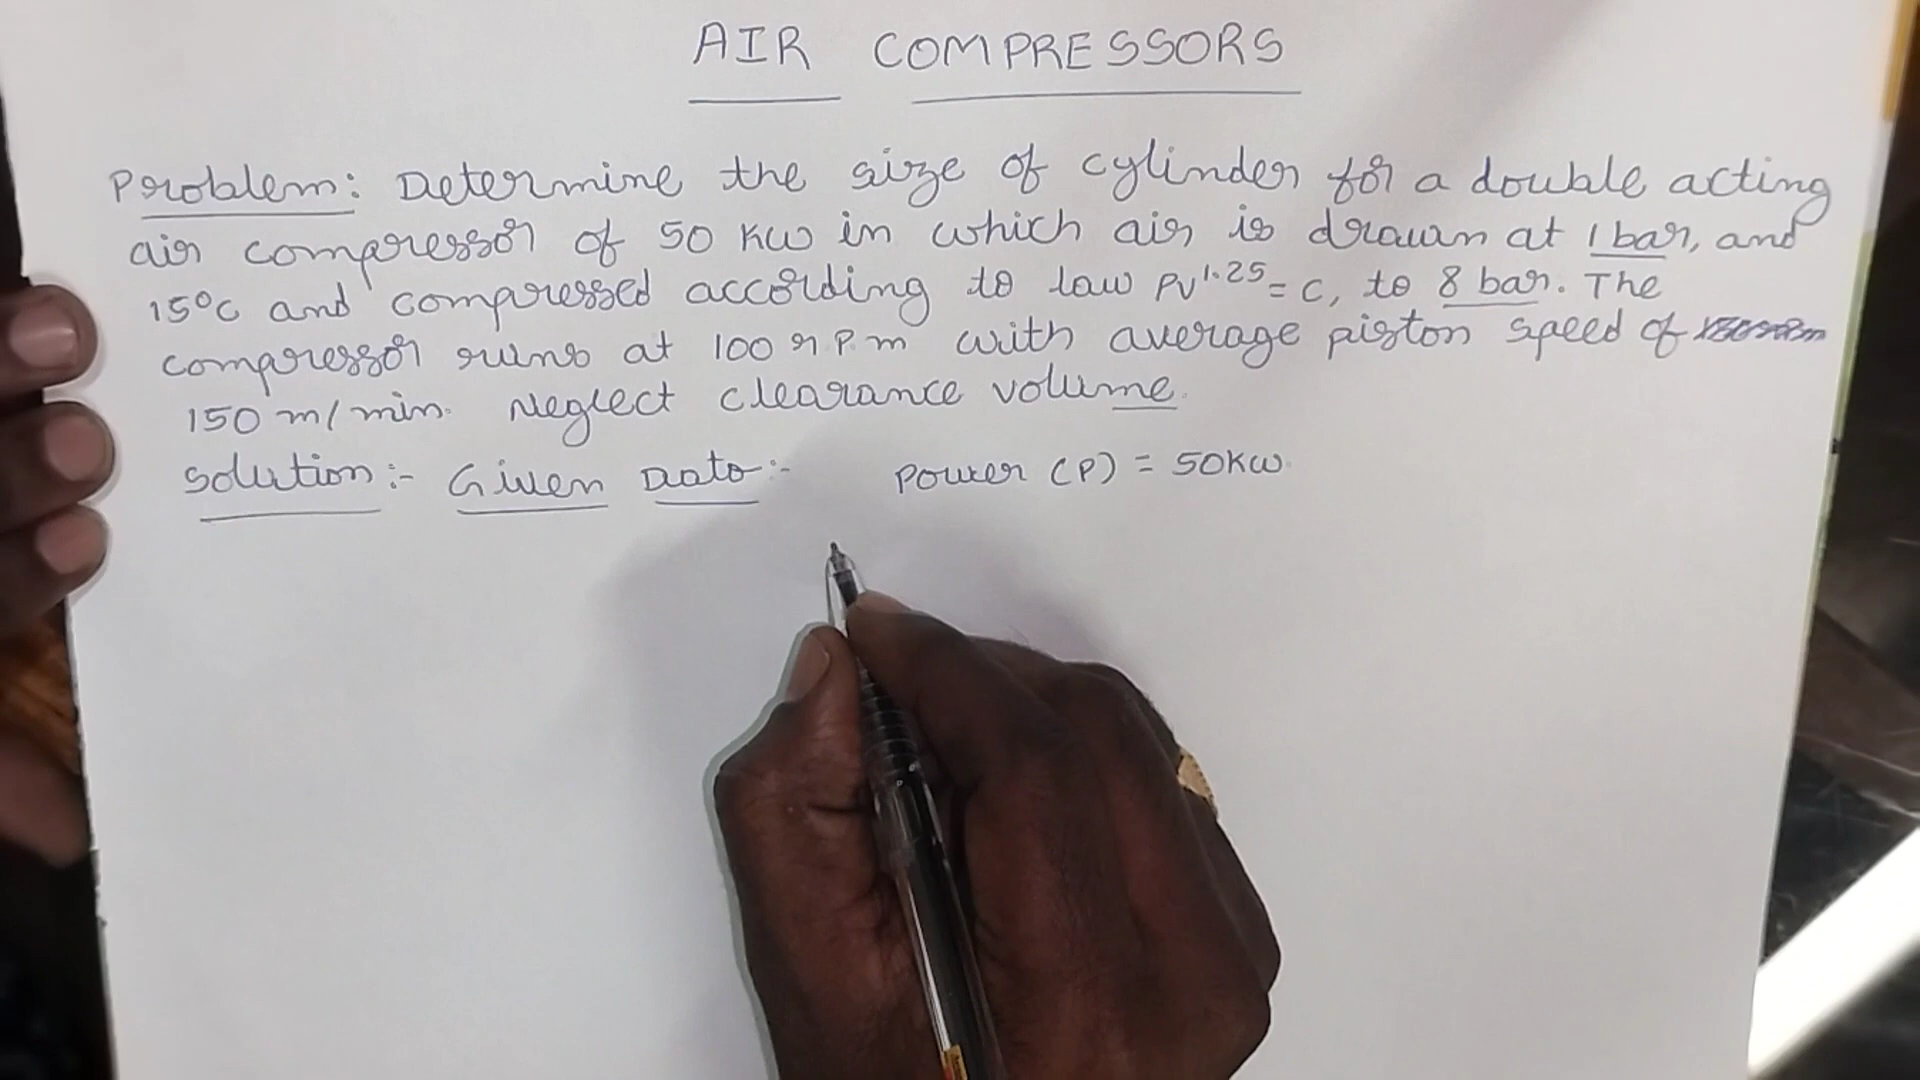 AIR COMPRESSORS
Problem: Determine the size of cylinder for a double acting
air compressor of 50 KW in which air is drawn at 1 bar, and
15°C and compressed according to law PV^1.25 = C, to 8 bar. The
compressor runs at 100 r.p.m with average piston speed of
150 m/min. Neglect clearance volume.
Solution:- Given Data:- Power (P) = 50KW.